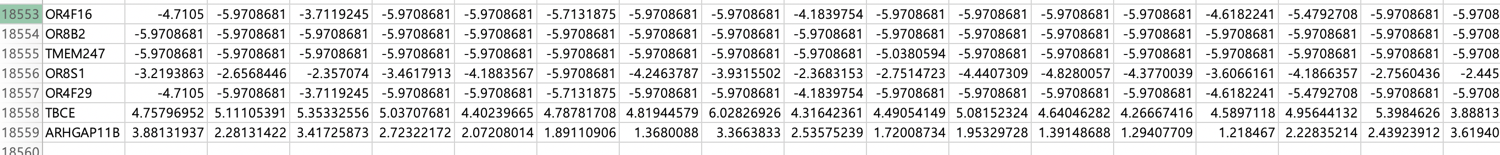 18553 OR4F16 -4.7105 -5.9708681 -3.7119245 -5.9708681 -5.9708681 -5.7131875 -5.9708681 -4.1839754 -5.9708681 -5.9708681 -5.9708681 -5.9708681 -5.9708681 -4.6182241 -5.4792708 -5.9708681 -5.9708
18554 OR8B2 -5.9708681 -5.9708681 -5.9708681 -5.9708681 -5.9708681 -5.9708681 -5.9708681 -5.9708681 -5.9708681 -5.9708681 -5.9708681 -5.9708681 -5.9708681 -5.9708681 -5.9708681 -5.9708681 -5.9708
18555 TMEM247 -5.9708681 -5.9708681 -5.9708681 -5.9708681 -5.9708681 -5.9708681 -5.9708681 -5.9708681 -5.0380594 -5.9708681 -5.9708681 -5.9708681 -5.9708681 -5.9708681 -5.9708681 -5.9708681 -5.9708
18556 OR8S1 -3.2193863 -2.6568446 -2.357074 -3.4617913 -4.1883567 -5.9708681 -4.2463787 -3.9315502 -2.3683153 -2.7514723 -4.4407309 -4.8280057 -4.3770039 -3.6066161 -4.1866357 -2.7560436 -2.445
18557 OR4F29 -4.7105 -5.9708681 -3.7119245 -5.9708681 -5.9708681 -5.7131875 -5.9708681 -4.1839754 -5.9708681 -5.9708681 -5.9708681 -5.9708681 -5.9708681 -4.6182241 -5.4792708 -5.9708681 -5.9708
18558 TBCE 4.75796952 5.11105391 5.35332556 5.03707681 4.40239665 4.78781708 4.81944579 6.02826926 4.31642361 4.49054149 5.08152324 4.64046282 4.26667416 4.5897118 4.95644132 5.3984626 3.88813
18559 ARHGAP11B 3.88131937 2.28131422 3.41725873 2.72322172 2.07208014 1.89110906 1.3680088 3.3663833 2.53575239 1.72008734 1.95329728 1.39148688 1.29407709 1.218467 2.22835214 2.43923912 3.61940
18560